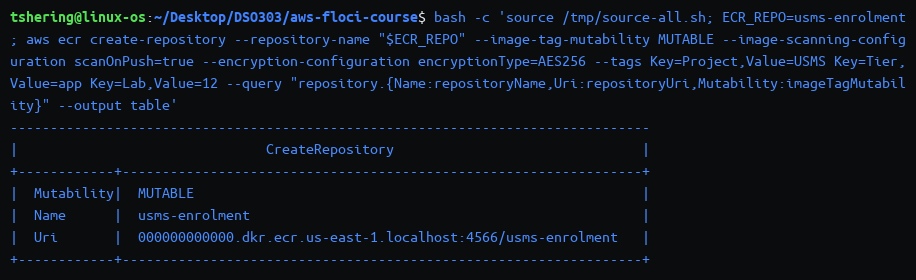 tshering@linux-os:~/Desktop/DSO303/aws-floci-course$ bash -c 'source /tmp/source-all.sh; ECR_REPO=usms-enrolment
; aws ecr create-repository --repository-name "$ECR_REPO" --image-tag-mutability MUTABLE --image-scanning-config
uration scanOnPush=true --encryption-configuration encryptionType=AES256 --tags Key=Project,Value=USMS Key=Tier,
Value=app Key=Lab,Value=12 --query "repository.{Name:repositoryName,Uri:repositoryUri,Mutability:imageTagMutabil
ity}" --output table'
--------------------------------------------------------------------------------
|                               CreateRepository                               |
+------------+-----------------------------------------------------------------+
|  Mutability|  MUTABLE                                                        |
|  Name      |  usms-enrolment                                                 |
|  Uri       |  000000000000.dkr.ecr.us-east-1.localhost:4566/usms-enrolment   |
+------------+-----------------------------------------------------------------+